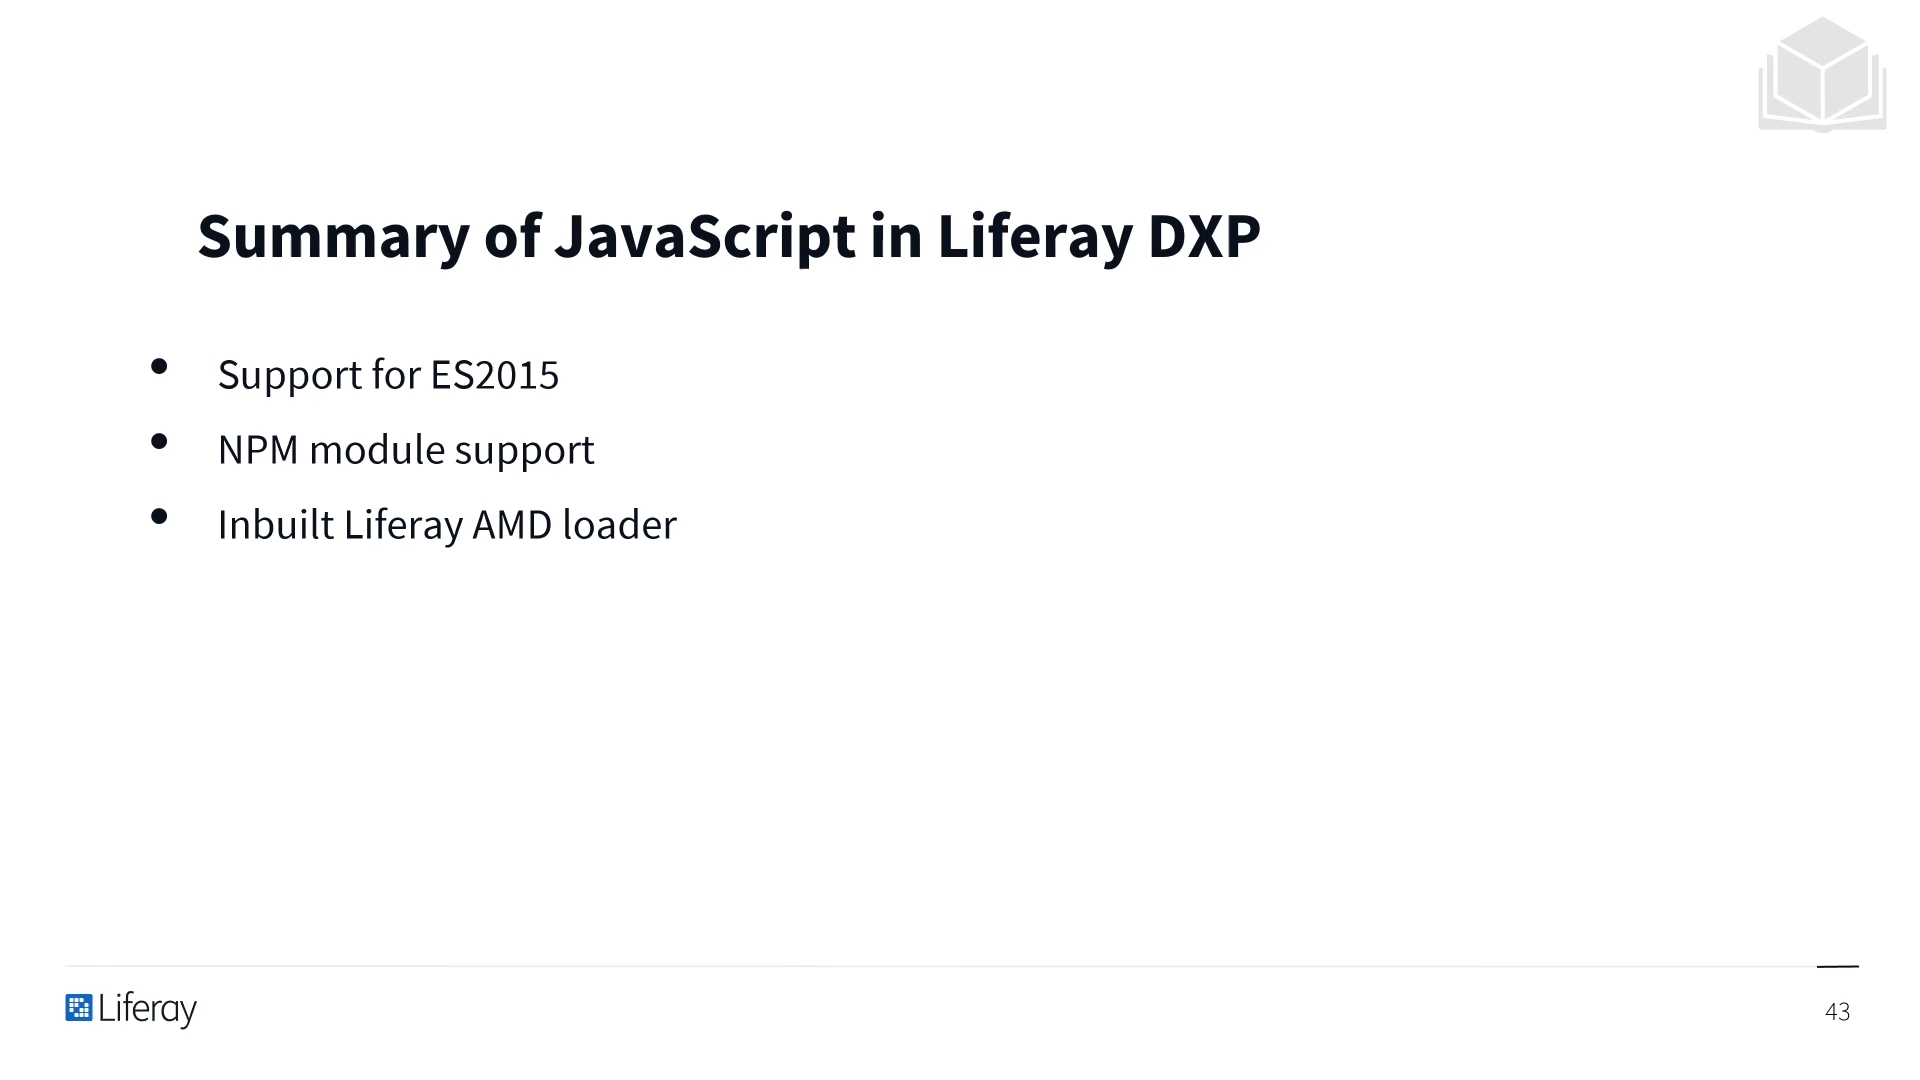 Summary of JavaScript in Liferay DXP
• Support for ES2015
• NPM module support
• Inbuilt Liferay AMD loader
Liferay
43